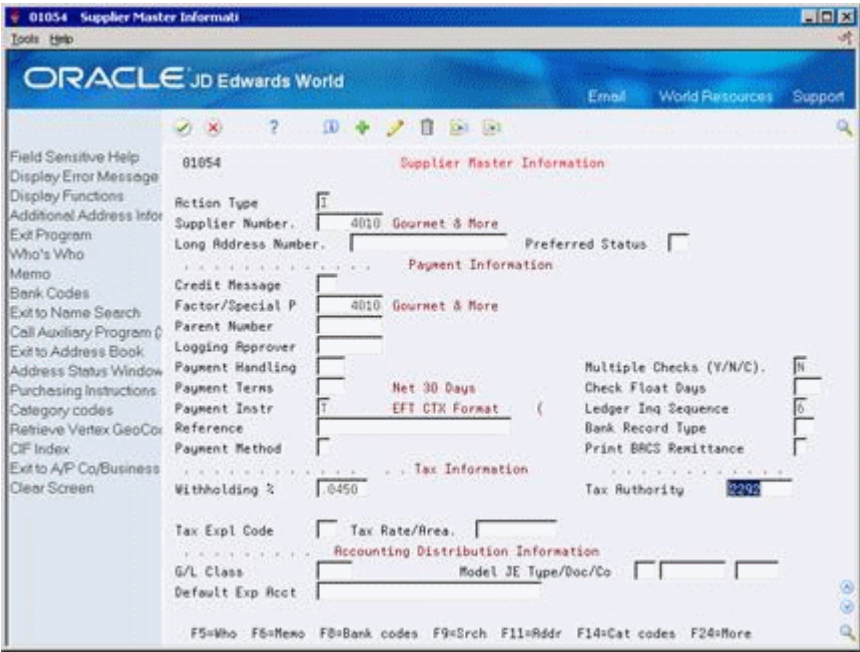 01054 Supplier Master Informati
Tools Help
ORACLE JD Edwards World
Email World Resources Support
Field Sensitive Help
Display Error Message
Display Functions
Additional Address Infor
Exit Program
Who's Who
Memo
Bank Codes
Exit to Name Search
Call Auxiliary Program
Exit to Address Book
Address Status Window
Purchasing Instructions
Category codes
Retrieve Vertex GeoCo
CIF Index
Exit to A/P Co/Business
Clear Screen
01054 Supplier Master Information
Action Type I
Supplier Number. 4010 Gourmet & More
Long Address Number. Preferred Status
. . . . . . . . . . . . . Payment Information
Credit Message
Factor/Special P 4010 Gourmet & More
Parent Number
Logging Approver
Payment Handling Multiple Checks (Y/N/C). N
Payment Terms Net 30 Days Check Float Days
Payment Instr T EFT CTX Format ( Ledger Inq Sequence 6
Reference Bank Record Type
Payment Method Print BACS Remittance
. . . . . . . . . . . . . Tax Information . . . . . . . . . . . .
Withholding % .0450 Tax Authority 2292
Tax Expl Code Tax Rate/Area.
. . . . . . . . . Accounting Distribution Information
G/L Class Model JE Type/Doc/Co
Default Exp Acct
F5=Who F6=Memo F8=Bank codes F9=Srch F11=Addr F14=Cat codes F24=More